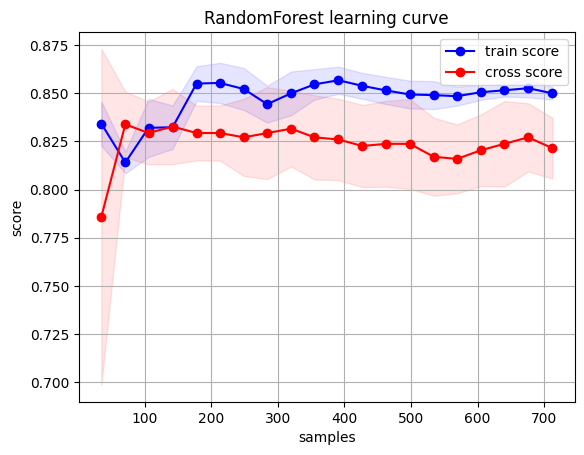 RandomForest learning curve
train score
cross score
0.875
0.850
0.825
0.800
0.775
0.750
0.725
0.700
score
100 200 300 400 500 600 700
samples